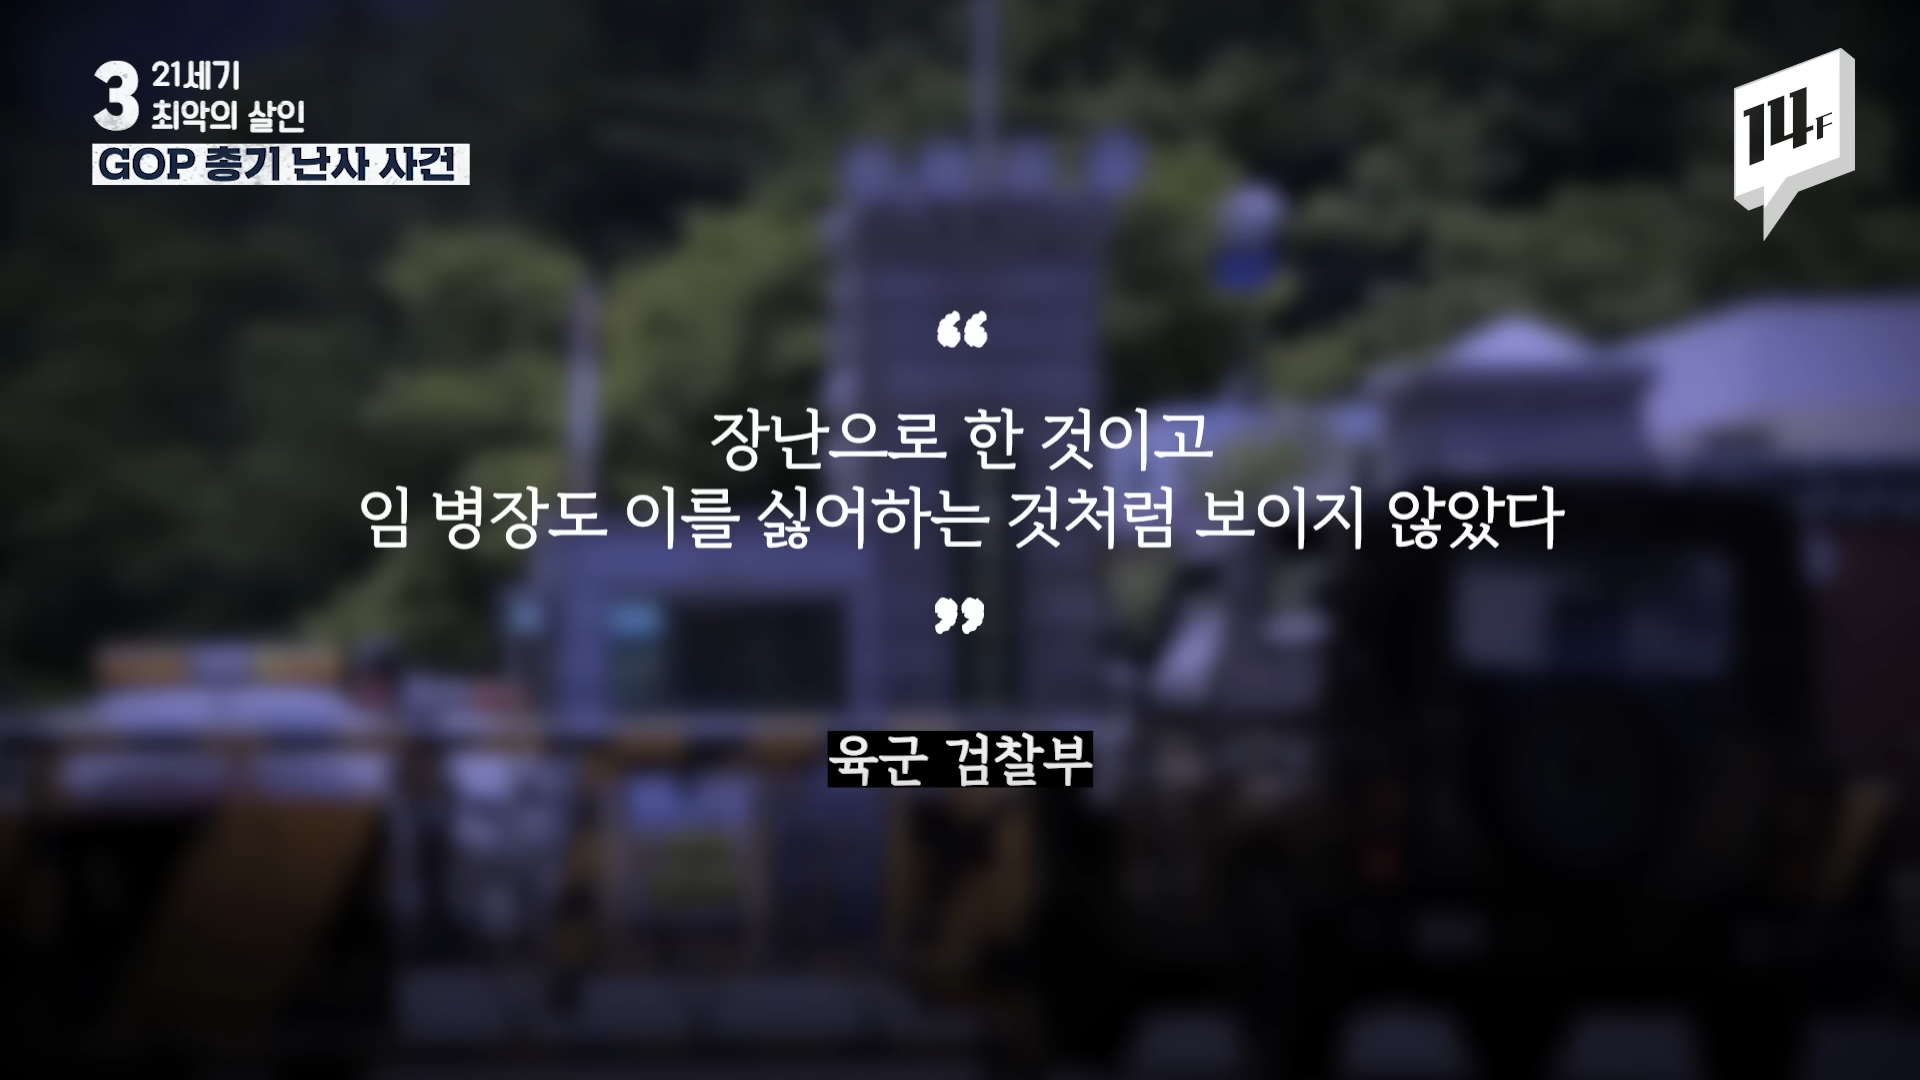 3 21세기
최악의 살인
GOP 총기 난사 사건
14F
“
장난으로 한 것이고
임 병장도 이를 싫어하는 것처럼 보이지 않았다
”
육군 검찰부